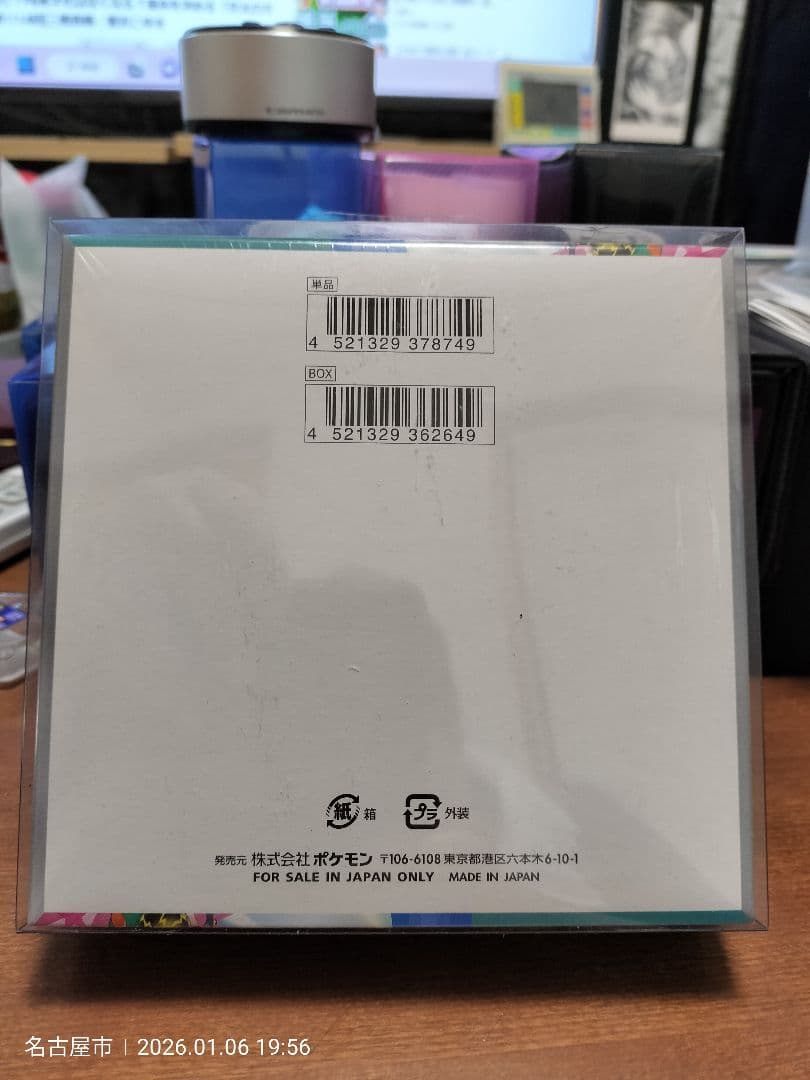 単品
4 521329 378749
BOX
4 521329 362649
紙 箱 プラ 外装
発売元 株式会社ポケモン 〒106-6108 東京都港区六本木6-10-1
FOR SALE IN JAPAN ONLY MADE IN JAPAN
名古屋市 | 2026.01.06 19:56